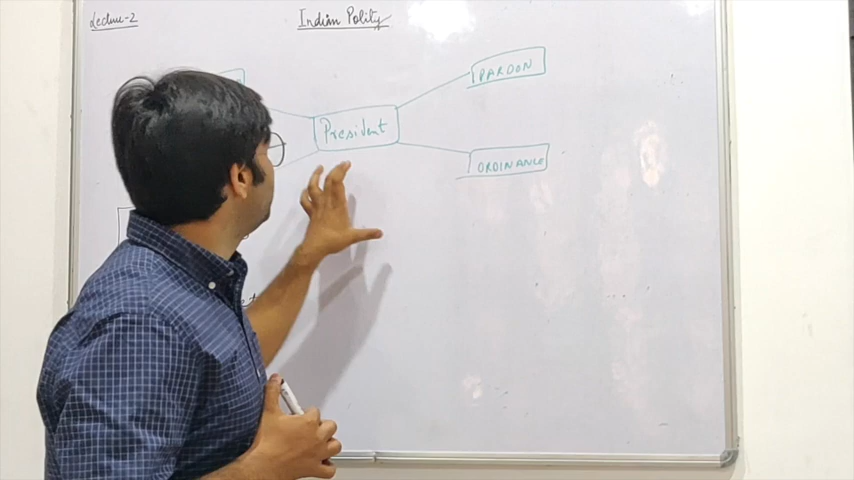 Lecture-2
Indian Polity
PARDON
President
ORDINANCE